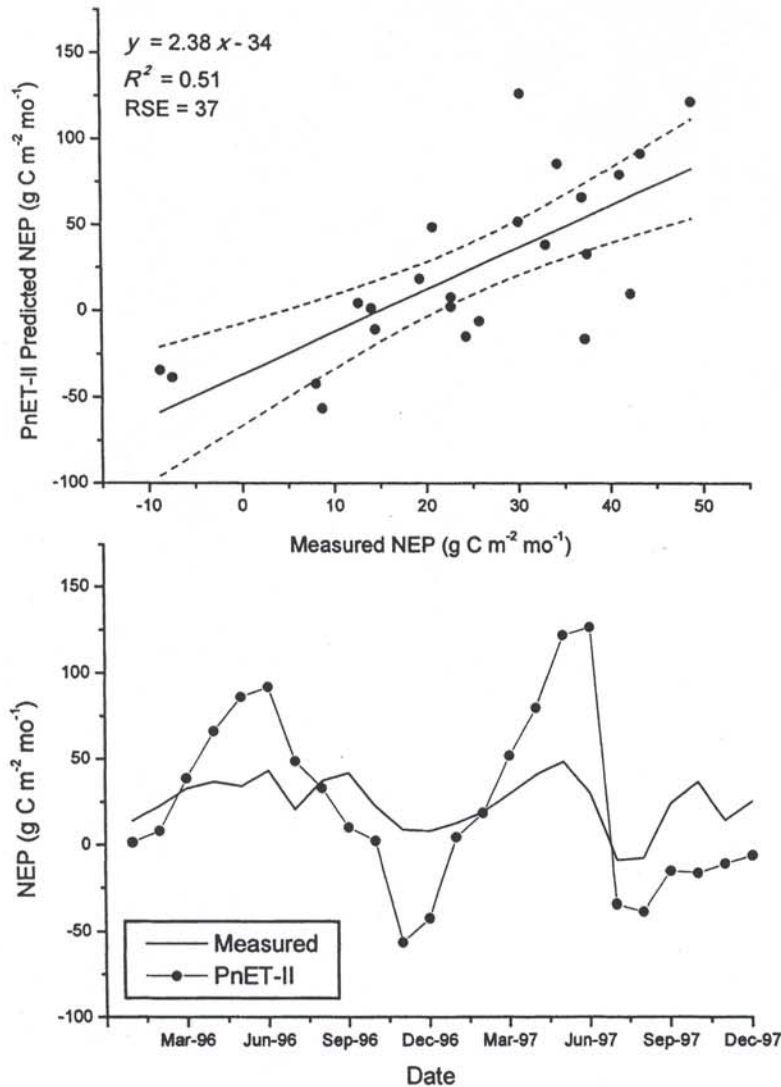 y = 2.38 x - 34
R² = 0.51
RSE = 37
PnET-II Predicted NEP (g C m⁻² mo⁻¹)
150
100
50
0
-50
-100
-10 0 10 20 30 40 50
Measured NEP (g C m⁻² mo⁻¹)
NEP (g C m⁻² mo⁻¹)
150
100
50
0
-50
-100
Measured
PnET-II
Mar-96 Jun-96 Sep-96 Dec-96 Mar-97 Jun-97 Sep-97 Dec-97
Date